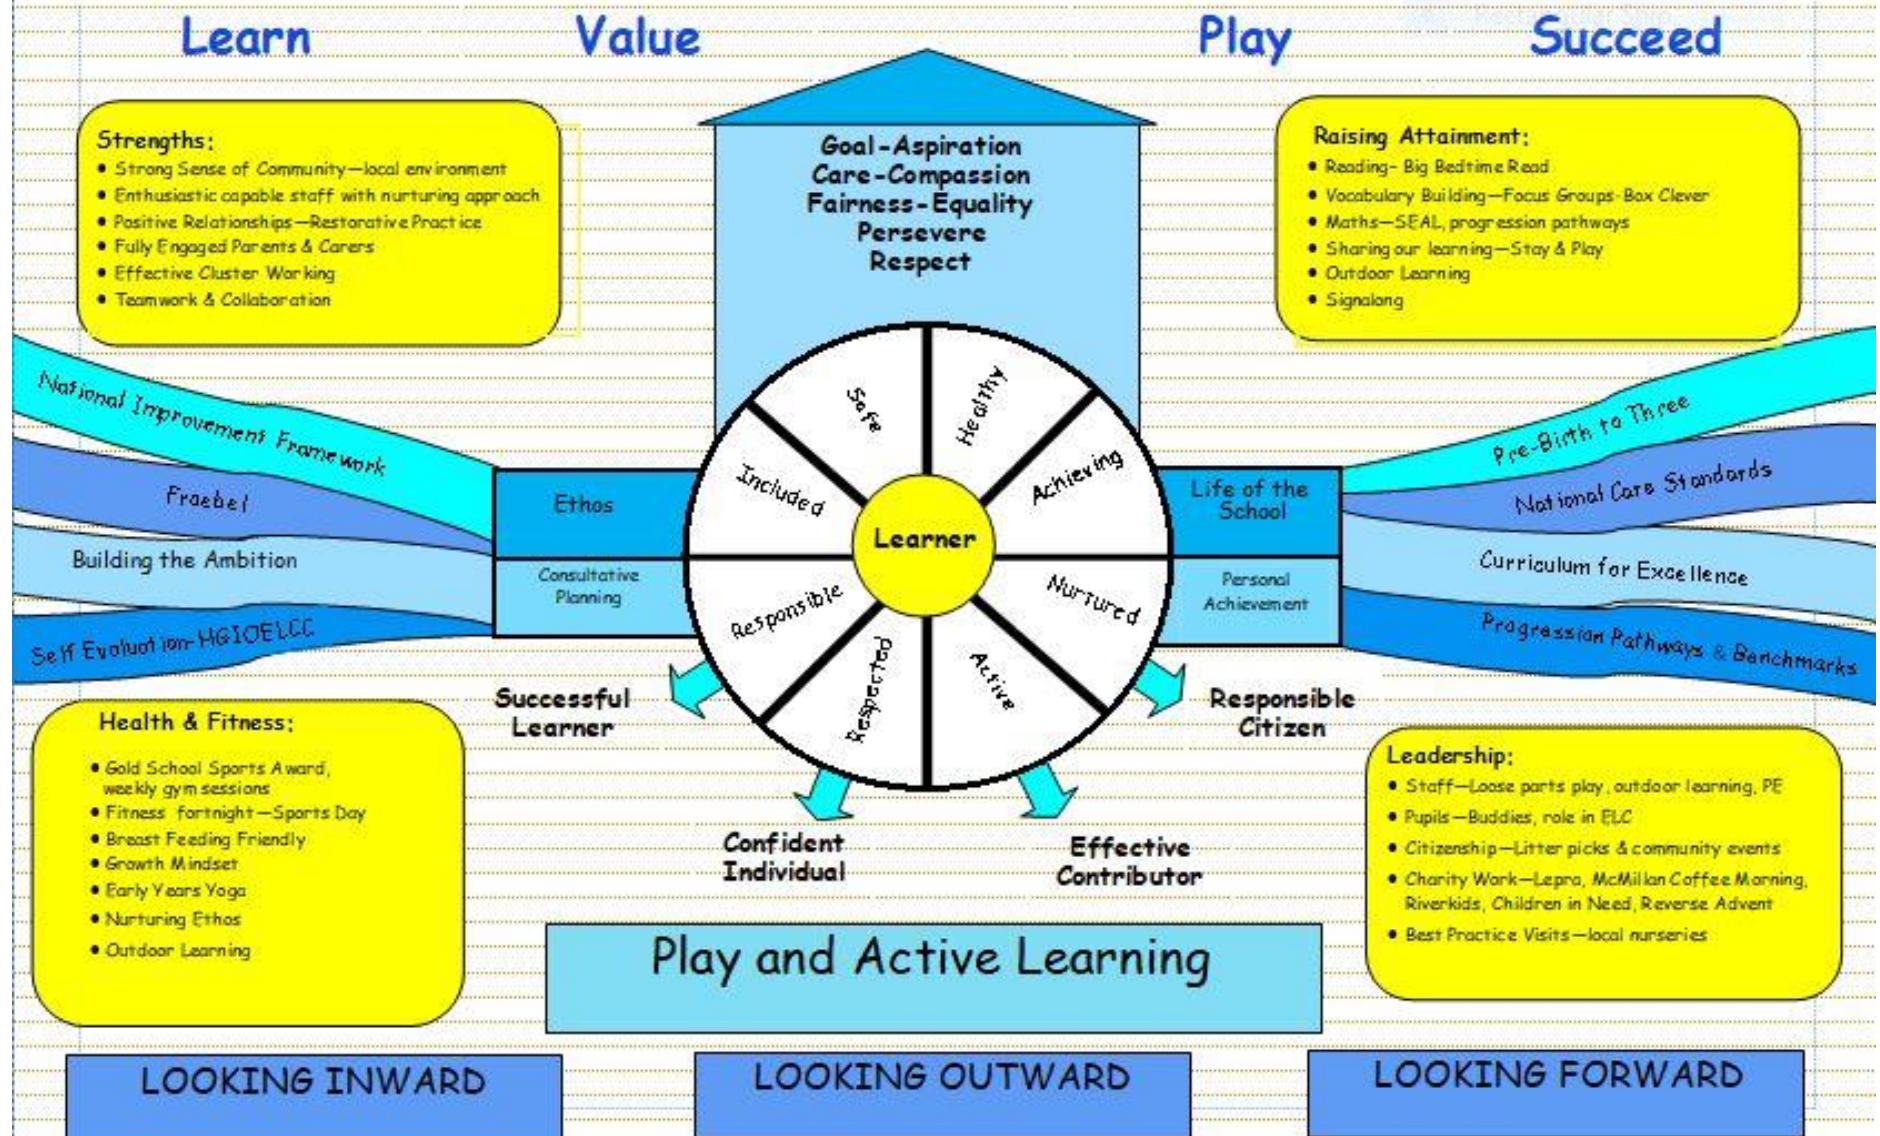 Learn
Value
Play
Succeed
Strengths:
• Strong Sense of Community—local environment
• Enthusiastic capable staff with nurturing approach
• Positive Relationships—Restorative Practice
• Fully Engaged Parents & Carers
• Effective Cluster Working
• Teamwork & Collaboration
Goal-Aspiration
Care-Compassion
Fairness-Equality
Persevere
Respect
Raising Attainment:
• Reading- Big Bedtime Read
• Vocabulary Building—Focus Groups-Box Clever
• Maths—SEAL, progression pathways
• Sharing our learning—Stay & Play
• Outdoor Learning
• Signalong
National Improvement Framework
Froebel
Building the Ambition
Self Evaluation-HGIOELCC
Ethos
Consultative
Planning
Safe
Healthy
Included
Achieving
Learner
Responsible
Nurtured
Respected
Active
Life of the
School
Personal
Achievement
Pre-Birth to Three
National Care Standards
Curriculum for Excellence
Progression Pathways & Benchmarks
Successful
Learner
Confident
Individual
Effective
Contributor
Responsible
Citizen
Health & Fitness:
• Gold School Sports Award,
weekly gym sessions
• Fitness fortnight—Sports Day
• Breast Feeding Friendly
• Growth Mindset
• Early Years Yoga
• Nurturing Ethos
• Outdoor Learning
Leadership:
• Staff—Loose parts play, outdoor learning, PE
• Pupils—Buddies, role in ELC
• Citizenship—Litter picks & community events
• Charity Work—Lepra, McMillan Coffee Morning,
Riverkids, Children in Need, Reverse Advent
• Best Practice Visits—local nurseries
Play and Active Learning
LOOKING INWARD
LOOKING OUTWARD
LOOKING FORWARD